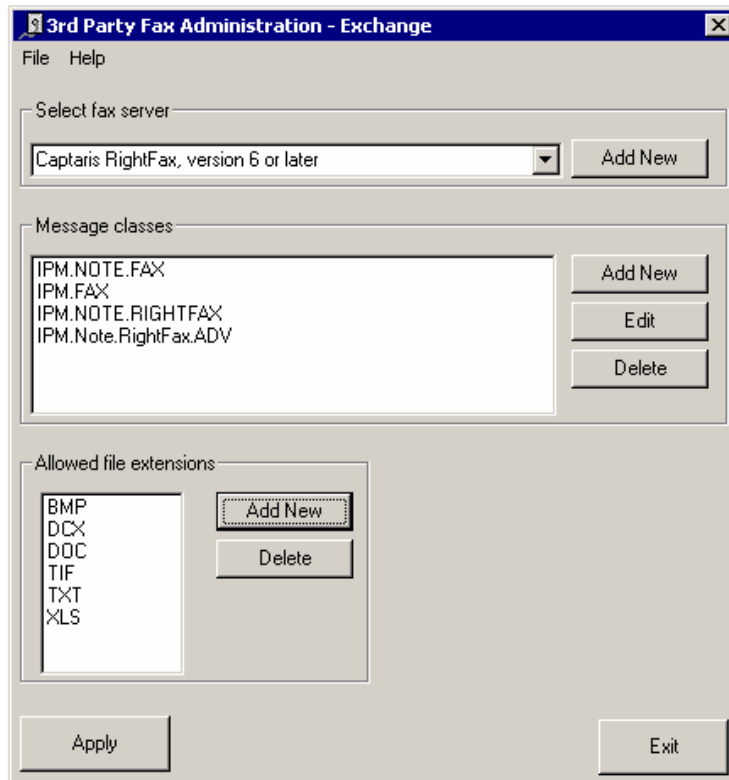 3rd Party Fax Administration - Exchange
File Help
Select fax server
Captaris RightFax, version 6 or later
Add New
Message classes
IPM.NOTE.FAX
IPM.FAX
IPM.NOTE.RIGHTFAX
IPM.Note.RightFax.ADV
Add New
Edit
Delete
Allowed file extensions
BMP
DCX
DOC
TIF
TXT
XLS
Add New
Delete
Apply
Exit